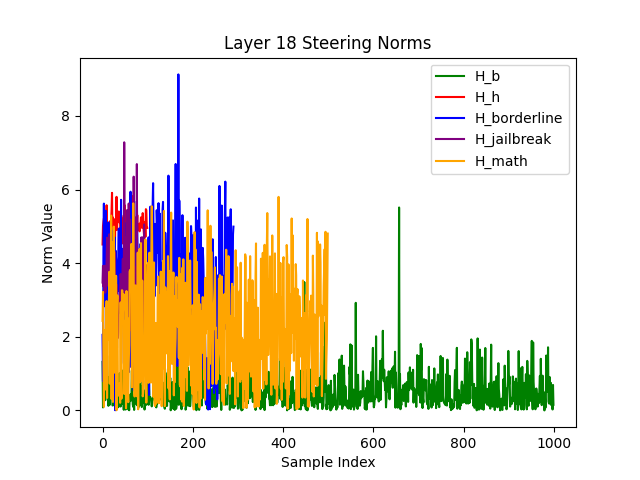 Layer 18 Steering Norms
H_b
H_h
H_borderline
H_jailbreak
H_math
Norm Value
8
6
4
2
0
0 200 400 600 800 1000
Sample Index